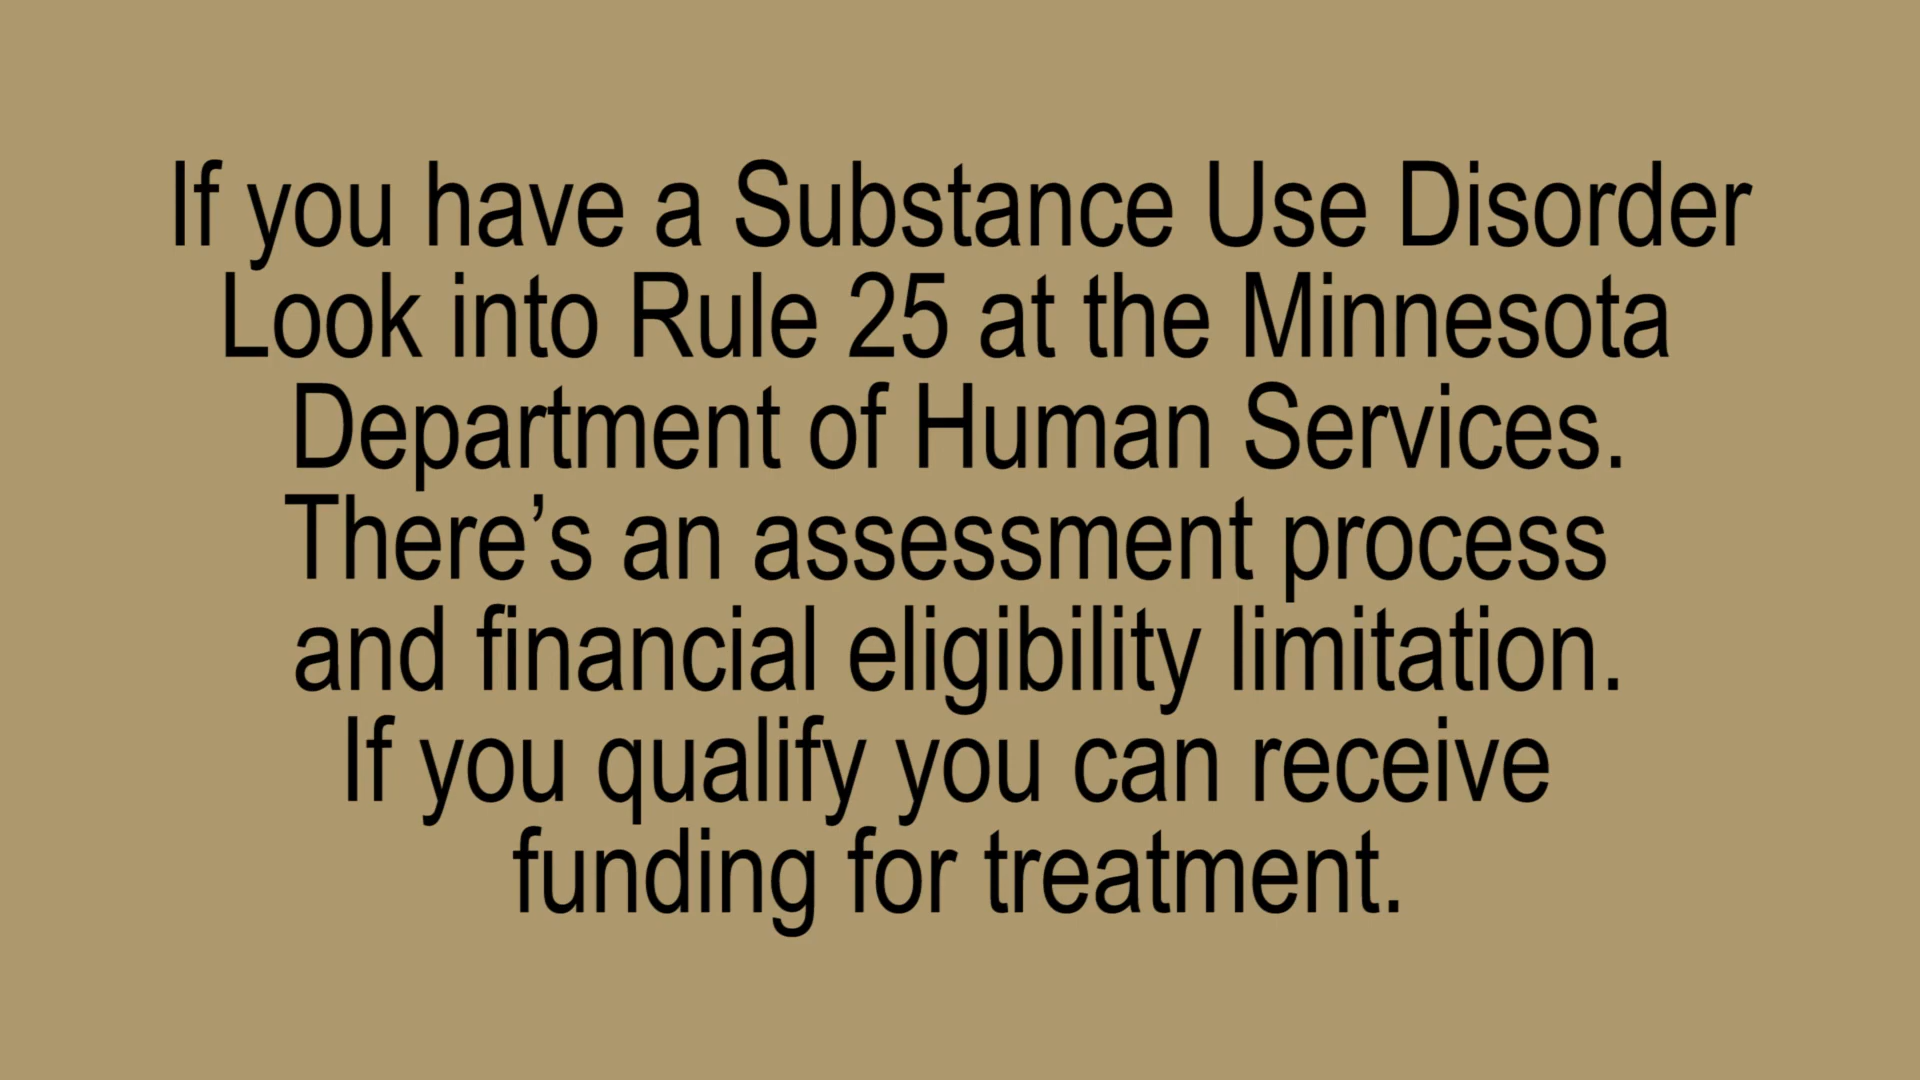 If you have a Substance Use Disorder
Look into Rule 25 at the Minnesota
Department of Human Services.
There’s an assessment process
and financial eligibility limitation.
If you qualify you can receive
funding for treatment.